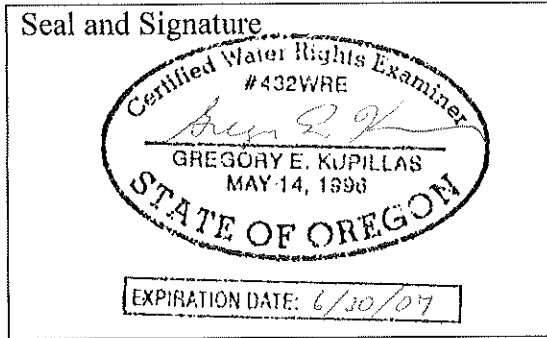 Seal and Signature
Certified Water Rights Examiner
#432WRE
GREGORY E. KUPILLAS
MAY 14, 1996
STATE OF OREGON
EXPIRATION DATE: 6/30/07